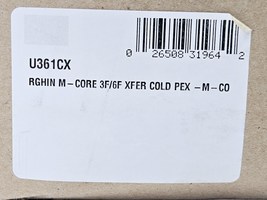 0 26508 31964 2
U361CX
RGHIN M-CORE 3F/6F XFER COLD PEX -M-CO